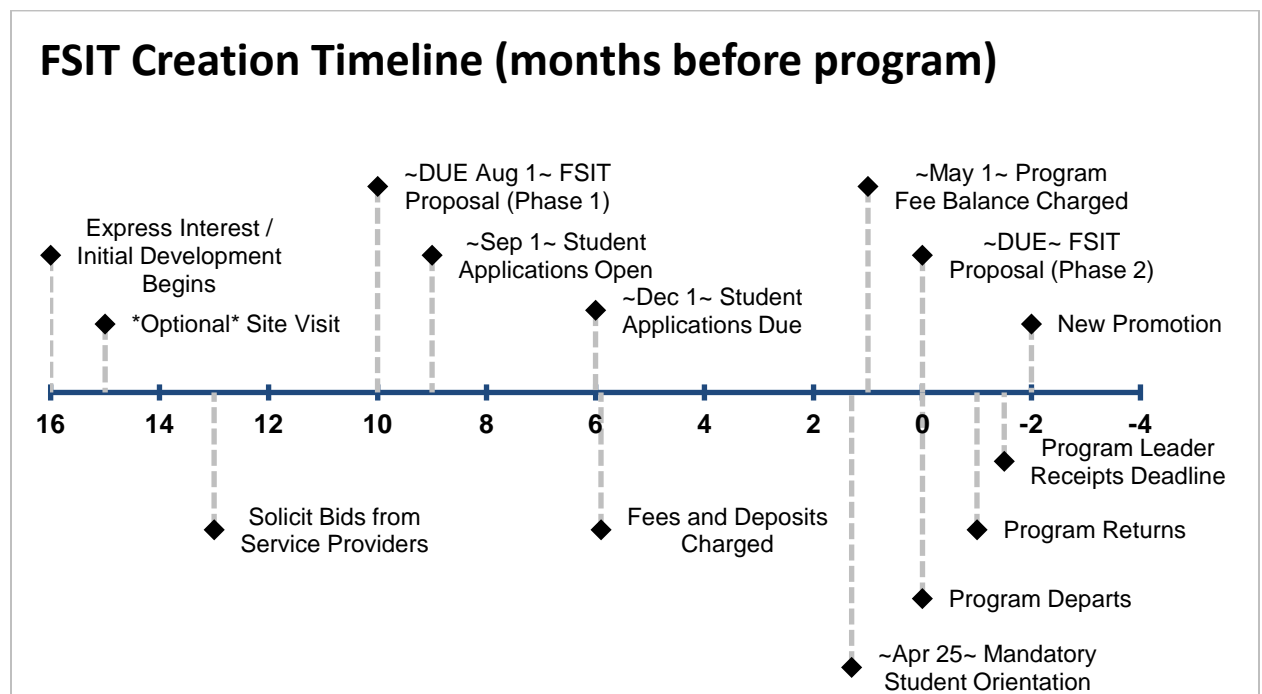 FSIT Creation Timeline (months before program)
~DUE Aug 1~ FSIT
Proposal (Phase 1)
~May 1~ Program
Fee Balance Charged
Express Interest /
Initial Development
Begins
~Sep 1~ Student
Applications Open
~DUE~ FSIT
Proposal (Phase 2)
*Optional* Site Visit
~Dec 1~ Student
Applications Due
New Promotion
16 14 12 10 8 6 4 2 0 -2 -4
Program Leader
Receipts Deadline
Solicit Bids from
Service Providers
Fees and Deposits
Charged
Program Returns
Program Departs
~Apr 25~ Mandatory
Student Orientation